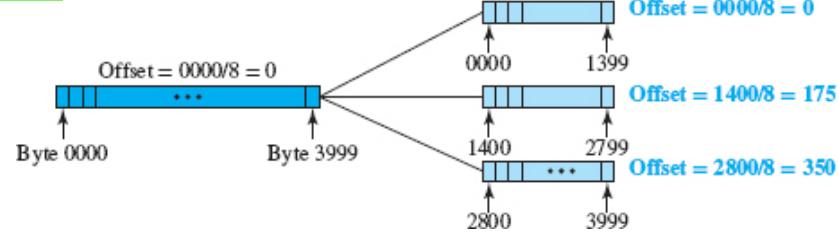 Offset = 0000/8 = 0
0000 1399
Offset = 0000/8 = 0
Offset = 1400/8 = 175
Byte 0000 Byte 3999
1400 2799
Offset = 2800/8 = 350
2800 3999